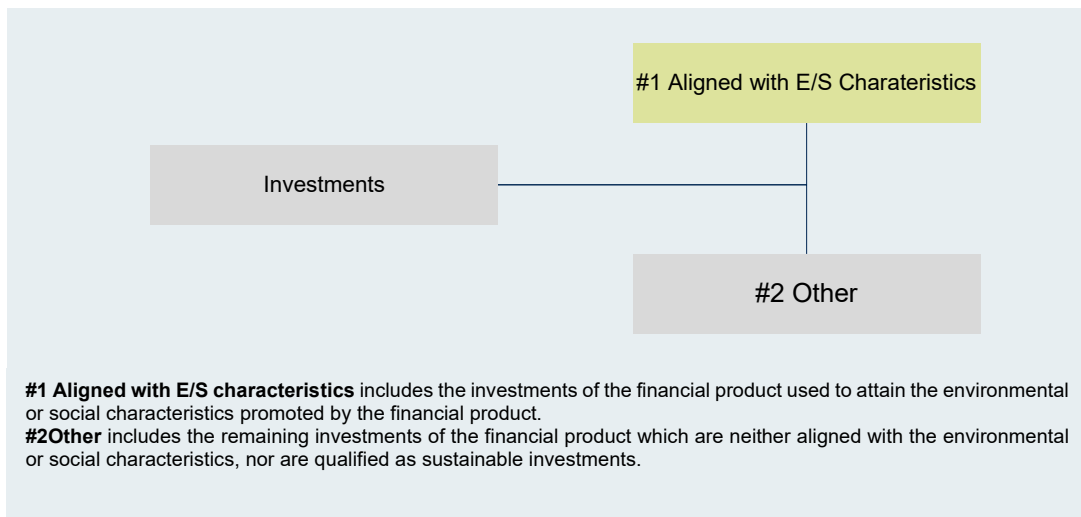 #1 Aligned with E/S Charateristics
Investments
#2 Other
#1 Aligned with E/S characteristics includes the investments of the financial product used to attain the environmental
or social characteristics promoted by the financial product.
#2Other includes the remaining investments of the financial product which are neither aligned with the environmental
or social characteristics, nor are qualified as sustainable investments.